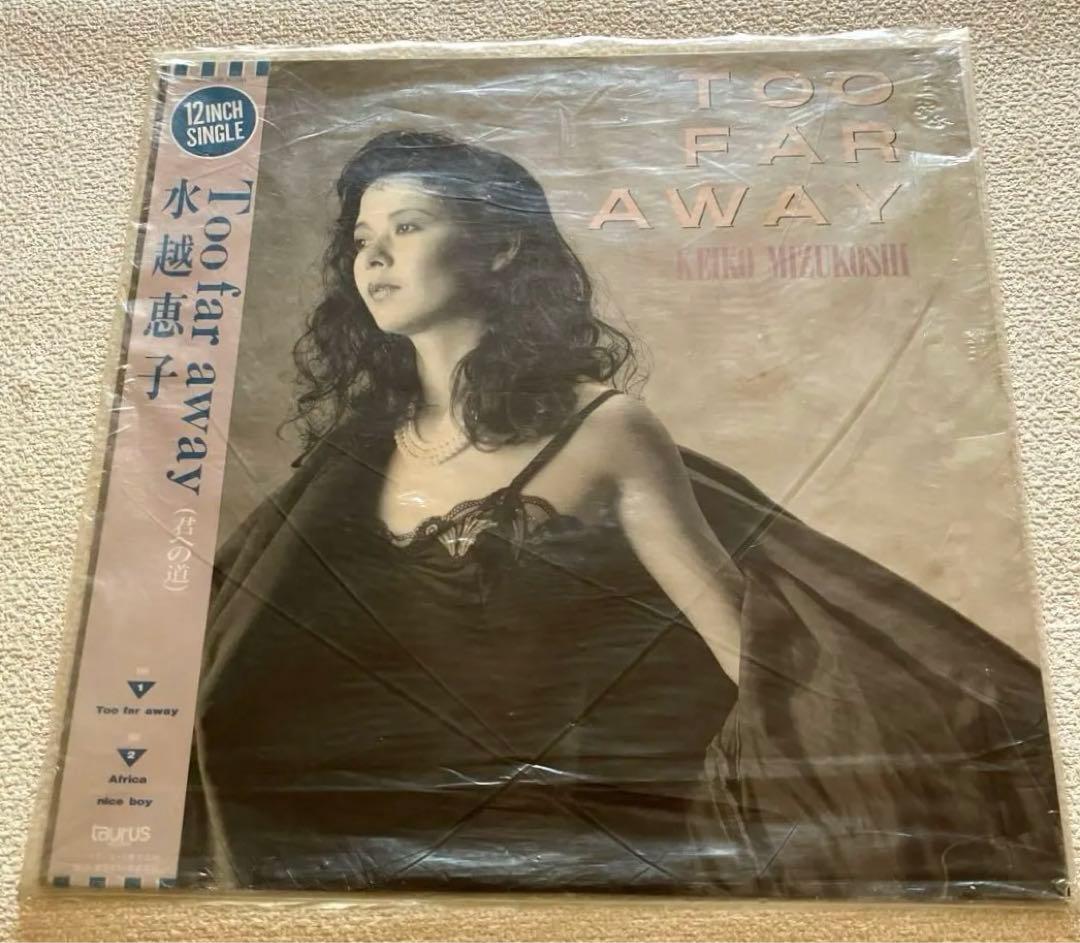 12INCH
SINGLE
Too far away
(君への道)
水越恵子
1
Too far away
2
Africa
nice boy
taurus
TOO
FAR
AWAY
KEIKO MIZUKOSHI